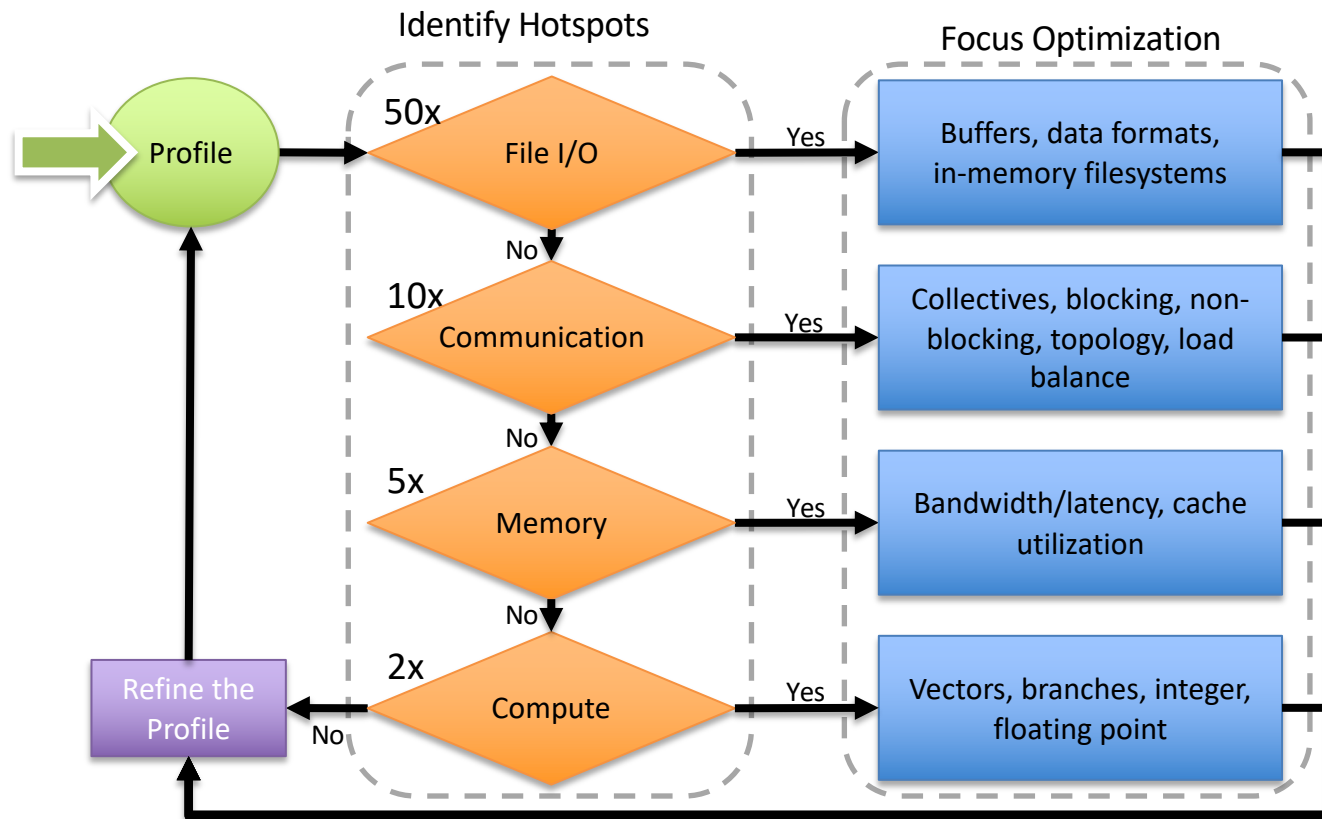 Identify Hotspots
Focus Optimization
Profile
50x
File I/O
Yes
Buffers, data formats,
in-memory filesystems
No
10x
Communication
Yes
Collectives, blocking, non-
blocking, topology, load
balance
No
5x
Memory
Yes
Bandwidth/latency, cache
utilization
No
2x
Compute
Yes
Vectors, branches, integer,
floating point
No
Refine the
Profile